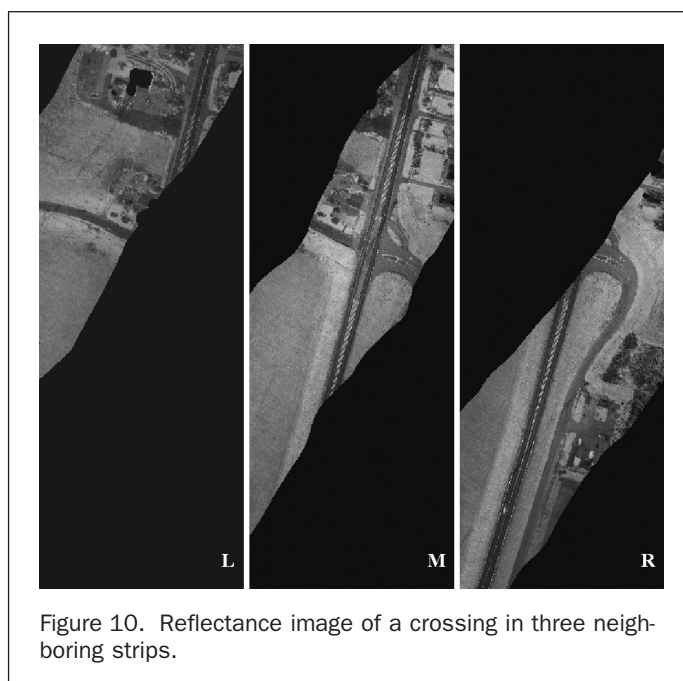 L
M
R
Figure 10. Reflectance image of a crossing in three neigh-
boring strips.